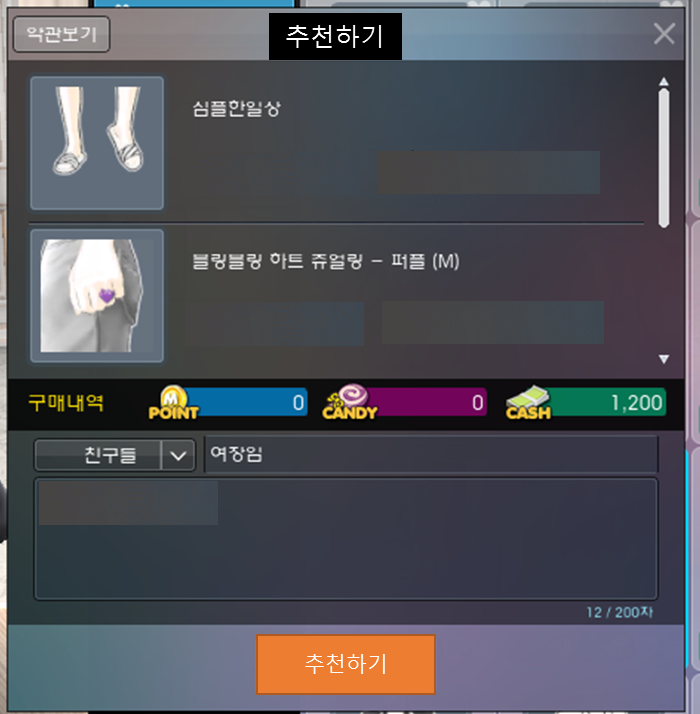 약관보기
추천하기
심플한일상
블링블링 하트 쥬얼링 - 퍼플 (M)
구매내역
M POINT 0
CANDY 0
CASH 1,200
친구들
여장임
12 / 200자
추천하기